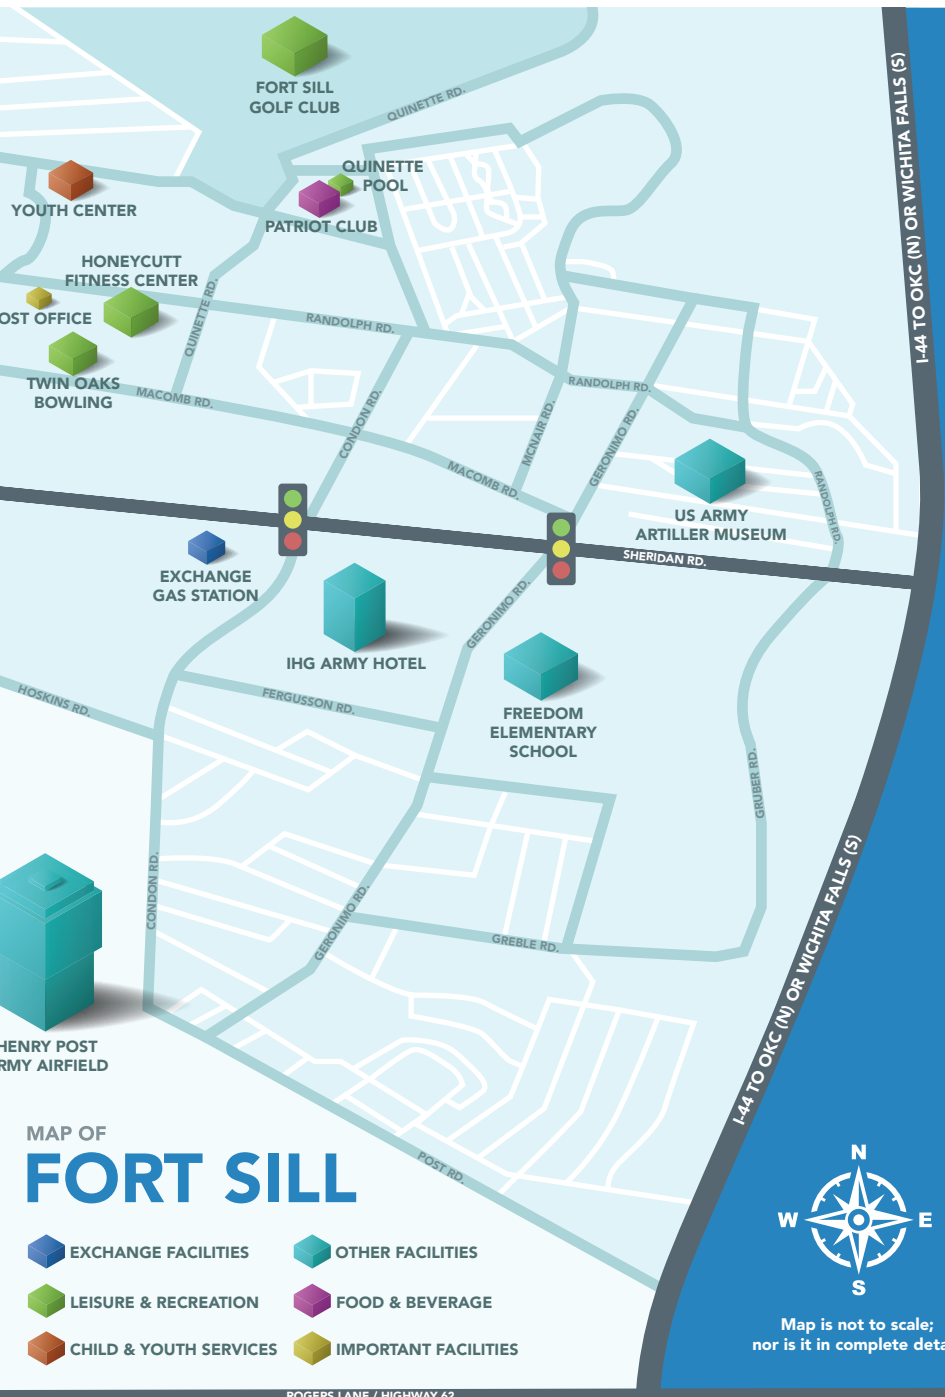 FORT SILL
GOLF CLUB
QUINETTE RD.
I-44 TO OKC (N) OR WICHITA FALLS (S)
QUINETTE
POOL
YOUTH CENTER
PATRIOT CLUB
HONEYCUTT
FITNESS CENTER
QUINETTE RD.
OST OFFICE
RANDOLPH RD.
TWIN OAKS
BOWLING
MACOMB RD.
CONDON RD.
RANDOLPH RD.
MCNAIR RD.
GERONIMO RD.
MACOMB RD.
RANDOLPH RD.
US ARMY
ARTILLER MUSEUM
SHERIDAN RD.
EXCHANGE
GAS STATION
GERONIMO RD.
IHG ARMY HOTEL
HOSKINS RD.
FERGUSSON RD.
FREEDOM
ELEMENTARY
SCHOOL
GRUBER RD.
CONDON RD.
GERONIMO RD.
GREBLE RD.
I-44 TO OKC (N) OR WICHITA FALLS (S)
HENRY POST
RMY AIRFIELD
MAP OF
FORT SILL
POST RD.
N
W E
S
EXCHANGE FACILITIES
OTHER FACILITIES
LEISURE & RECREATION
FOOD & BEVERAGE
CHILD & YOUTH SERVICES
IMPORTANT FACILITIES
Map is not to scale;
nor is it in complete deta
ROGERS LANE / HIGHWAY 62